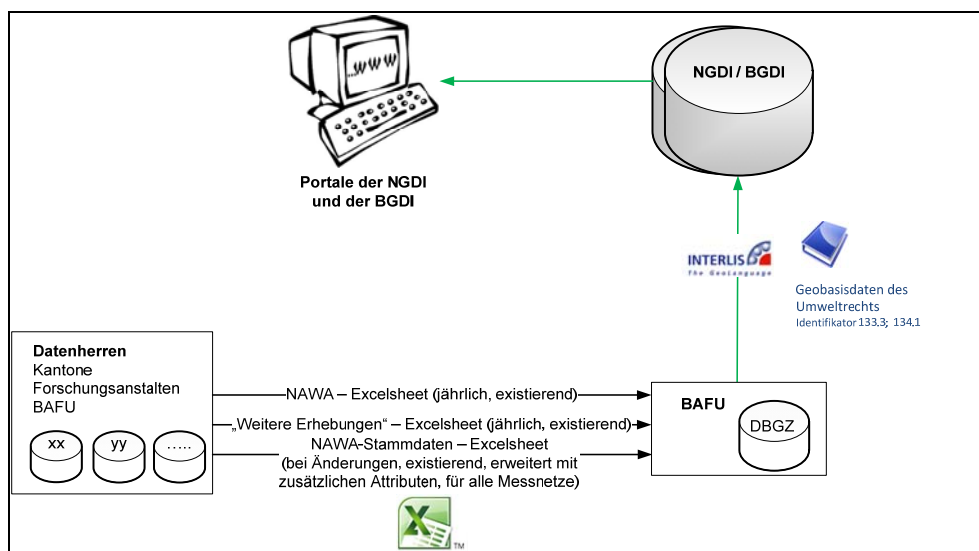 ...WWW
NGDI / BGDI
Portale der NGDI
und der BGDI
INTERLIS
The GeoLanguage
Geobasisdaten des
Umweltrechts
Identifikator 133.3; 134.1
Datenherren
Kantone
Forschungsanstalten
BAFU
xx
yy
.....
NAWA – Excelsheet (jährlich, existierend)
„Weitere Erhebungen“ – Excelsheet (jährlich, existierend)
NAWA-Stammdaten – Excelsheet
(bei Änderungen, existierend, erweitert mit
zusätzlichen Attributen, für alle Messnetze)
BAFU
DBGZ
X
TM